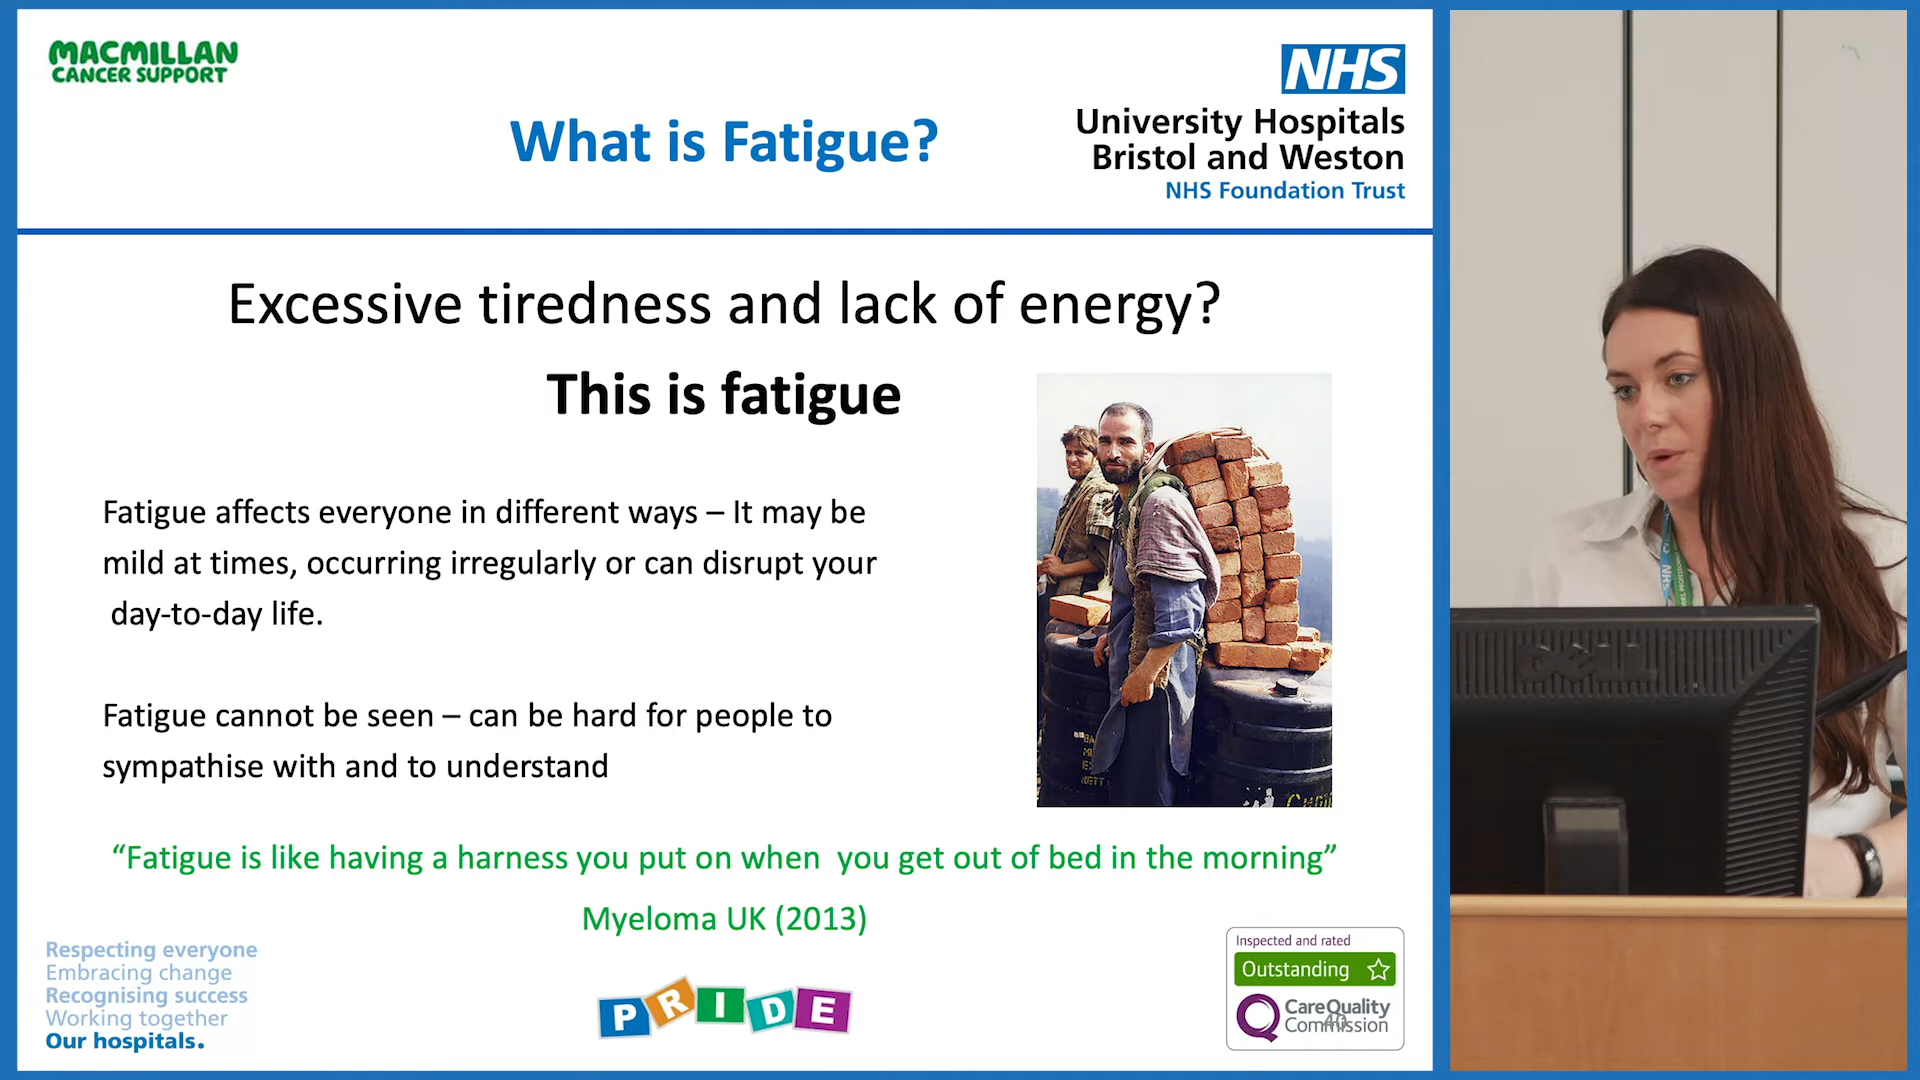 MACMILLAN
CANCER SUPPORT
NHS
University Hospitals
Bristol and Weston
NHS Foundation Trust
What is Fatigue?
Excessive tiredness and lack of energy?
This is fatigue
Fatigue affects everyone in different ways – It may be
mild at times, occurring irregularly or can disrupt your
day-to-day life.
Fatigue cannot be seen – can be hard for people to
sympathise with and to understand
“Fatigue is like having a harness you put on when you get out of bed in the morning”
Myeloma UK (2013)
Respecting everyone
Embracing change
Recognising success
Working together
Our hospitals.
PRIDE
Inspected and rated
Outstanding
CareQuality
Commission
40
NHS
DELL